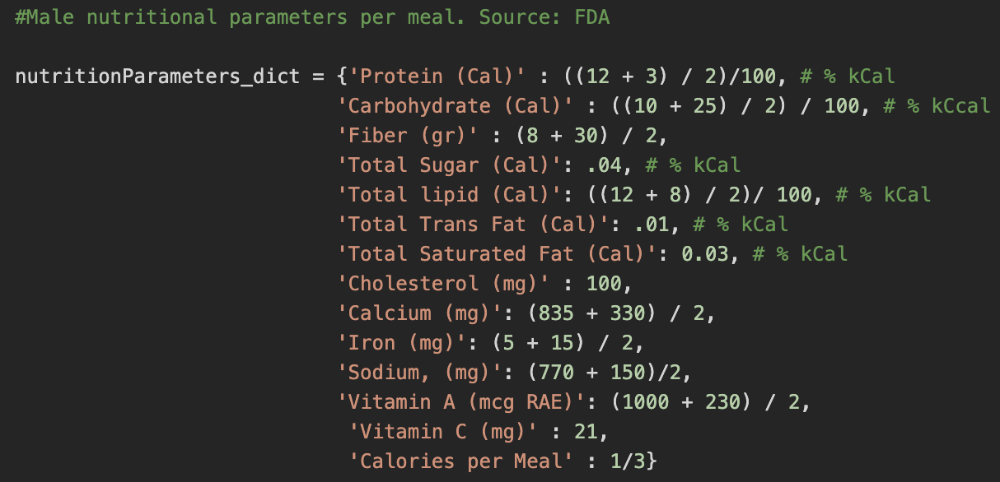 #Male nutritional parameters per meal. Source: FDA
nutritionParameters_dict = {'Protein (Cal)' : ((12 + 3) / 2)/100, # % kCal
'Carbohydrate (Cal)' : ((10 + 25) / 2) / 100, # % kCcal
'Fiber (gr)' : (8 + 30) / 2,
'Total Sugar (Cal)': .04, # % kCal
'Total lipid (Cal)': ((12 + 8) / 2)/ 100, # % kCal
'Total Trans Fat (Cal)': .01, # % kCal
'Total Saturated Fat (Cal)': 0.03, # % kCal
'Cholesterol (mg)' : 100,
'Calcium (mg)': (835 + 330) / 2,
'Iron (mg)': (5 + 15) / 2,
'Sodium, (mg)': (770 + 150)/2,
'Vitamin A (mcg RAE)': (1000 + 230) / 2,
'Vitamin C (mg)' : 21,
'Calories per Meal' : 1/3}